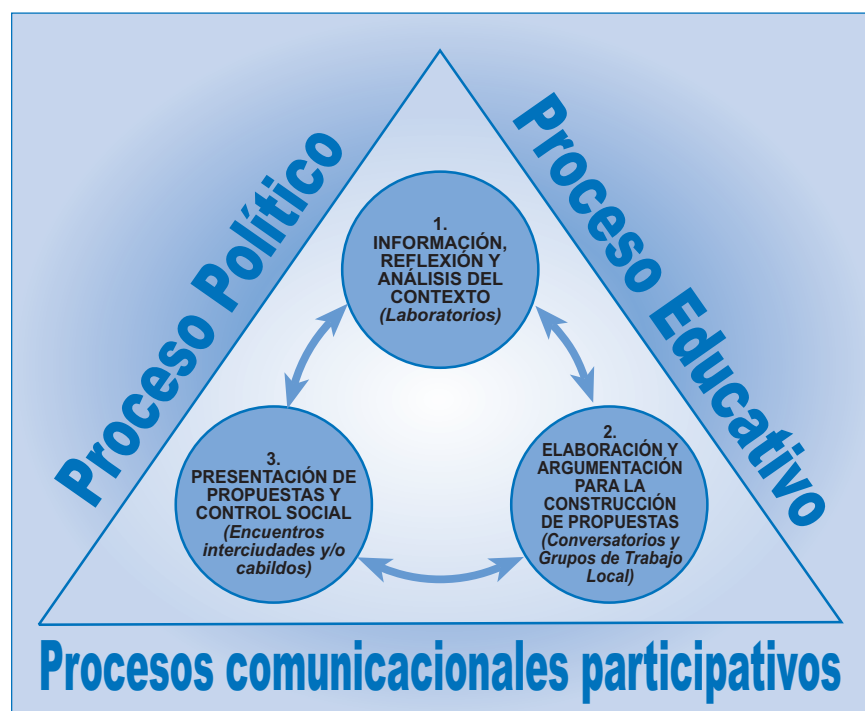 Proceso Político
Proceso Educativo
1.
INFORMACIÓN,
REFLEXIÓN Y
ANÁLISIS DEL
CONTEXTO
(Laboratorios)
3.
PRESENTACIÓN DE
PROPUESTAS Y
CONTROL SOCIAL
(Encuentros
interciudades y/o
cabildos)
2.
ELABORACIÓN Y
ARGUMENTACIÓN
PARA LA
CONSTRUCCIÓN
DE PROPUESTAS
(Conversatorios y
Grupos de Trabajo
Local)
Procesos comunicacionales participativos